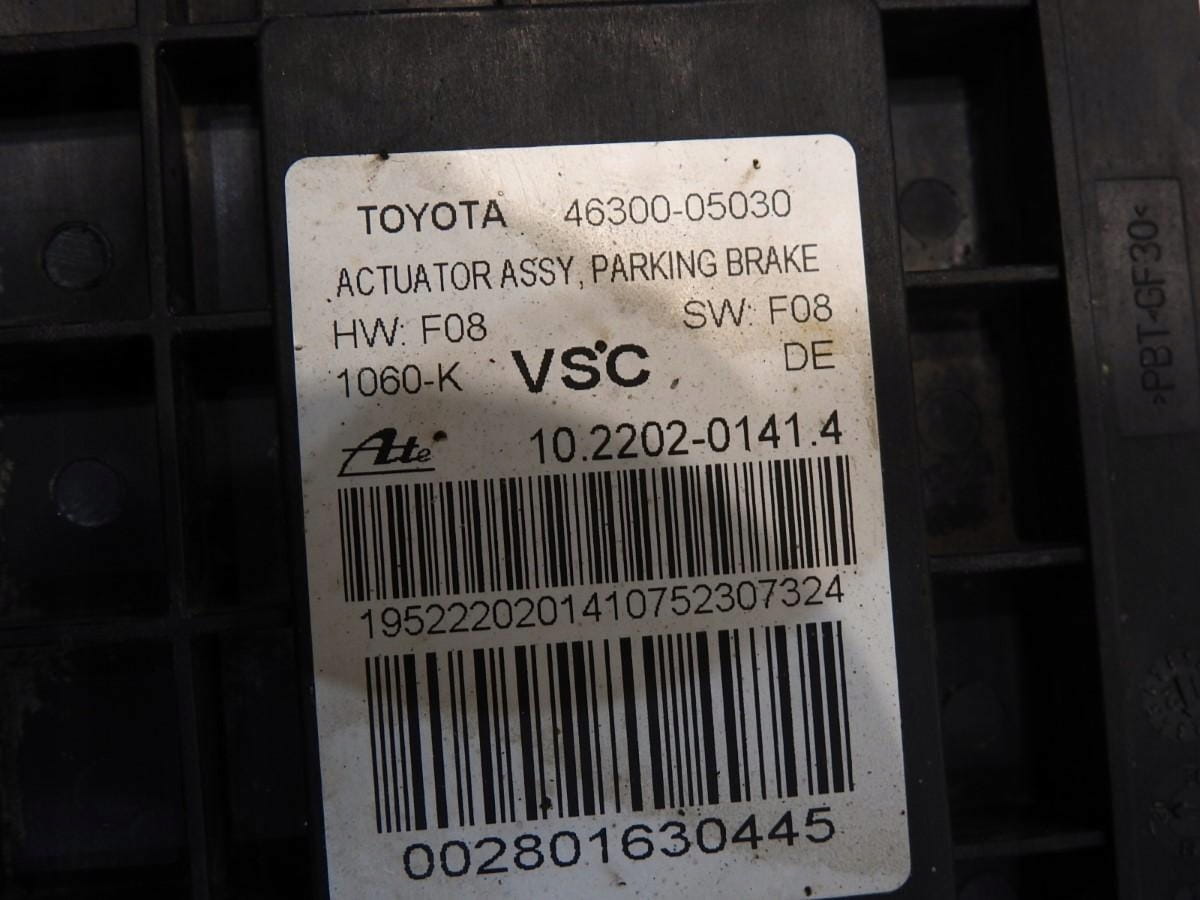 TOYOTA 46300-05030
ACTUATOR ASSY, PARKING BRAKE
HW: F08 SW: F08
1060-K VSC DE
Ate 10.2202-0141.4
1952220201410752307324
002801630445
>PBT-GF30<